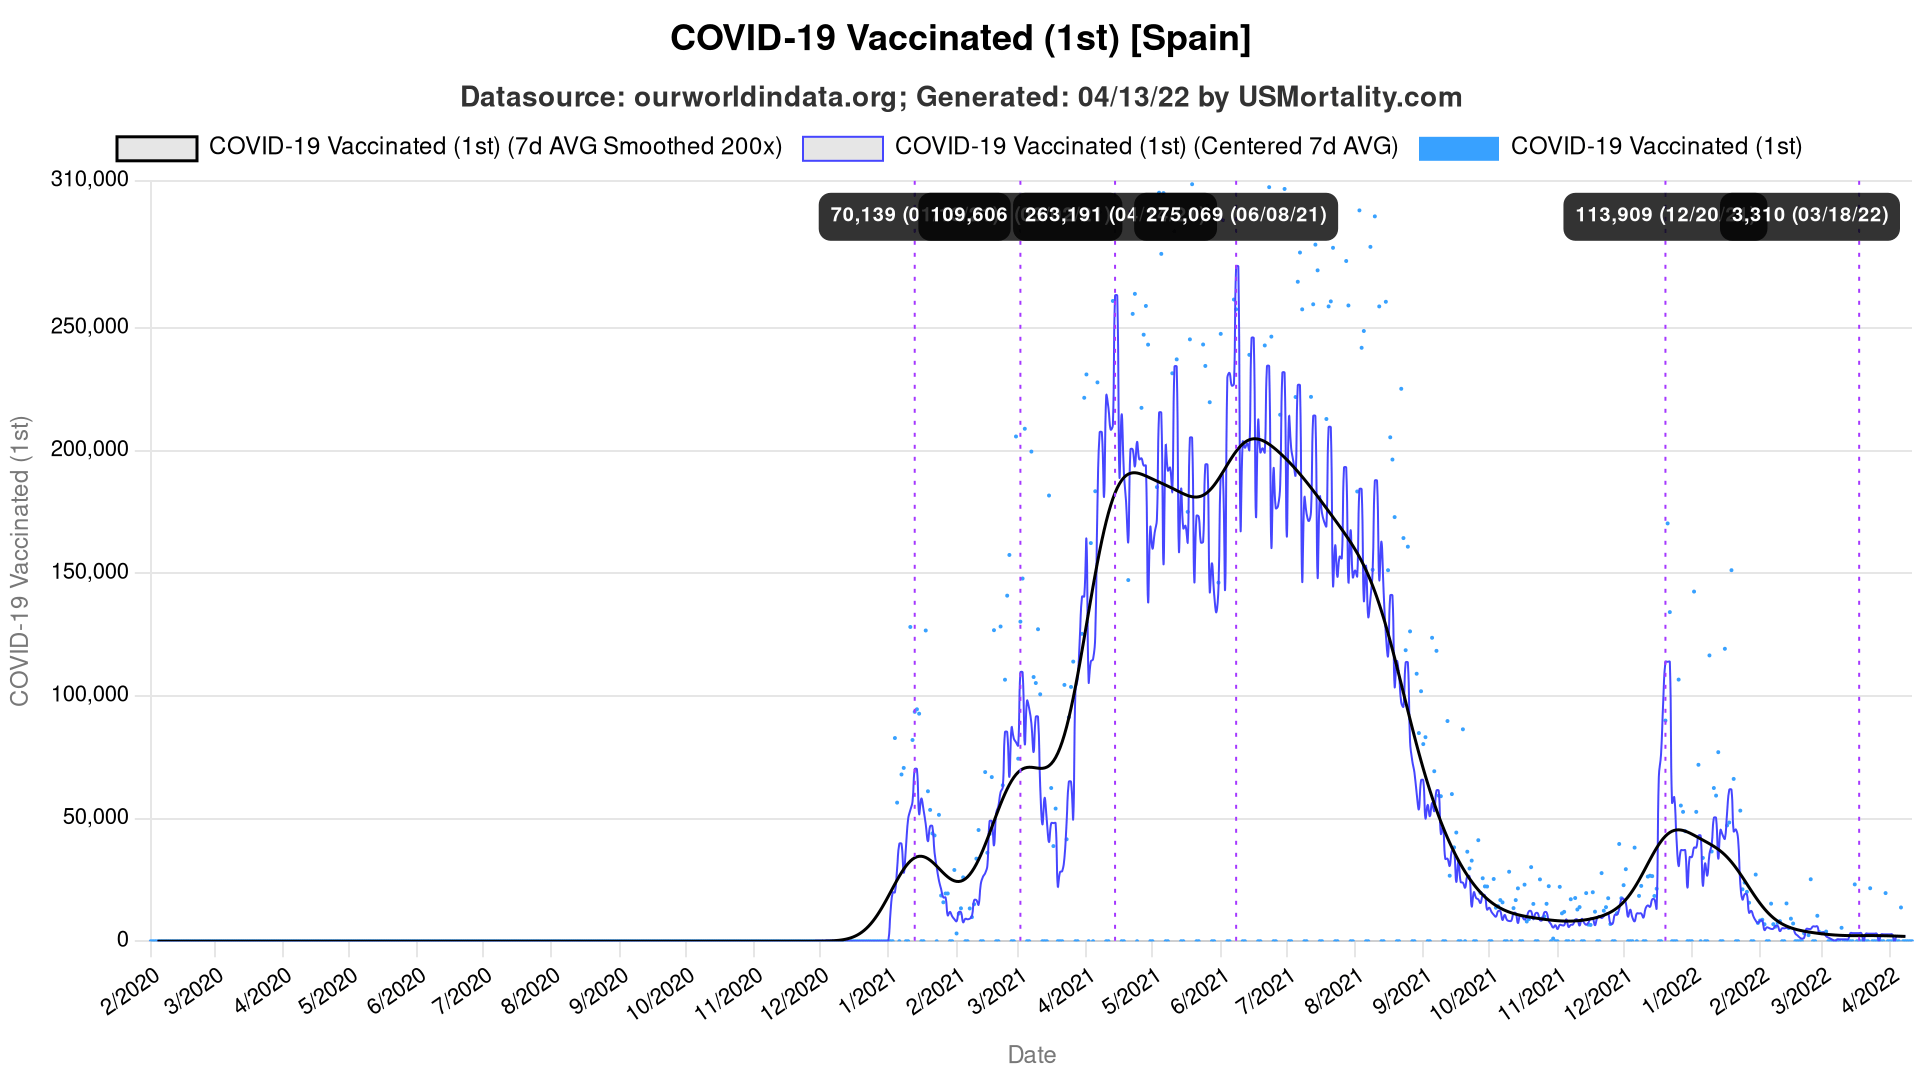 COVID-19 Vaccinated (1st) [Spain]
Datasource: ourworldindata.org; Generated: 04/13/22 by USMortality.com
COVID-19 Vaccinated (1st) (7d AVG Smoothed 200x) COVID-19 Vaccinated (1st) (Centered 7d AVG) COVID-19 Vaccinated (1st)
310,000
70,139 109,606 263,191 275,069 (06/08/21) 113,909 (12/20/ 3,310 (03/18/22)
250,000
200,000
150,000
100,000
50,000
0
COVID-19 Vaccinated (1st)
2/2020 3/2020 4/2020 5/2020 6/2020 7/2020 8/2020 9/2020 10/2020 11/2020 12/2020 1/2021 2/2021 3/2021 4/2021 5/2021 6/2021 7/2021 8/2021 9/2021 10/2021 11/2021 12/2021 1/2022 2/2022 3/2022 4/2022
Date